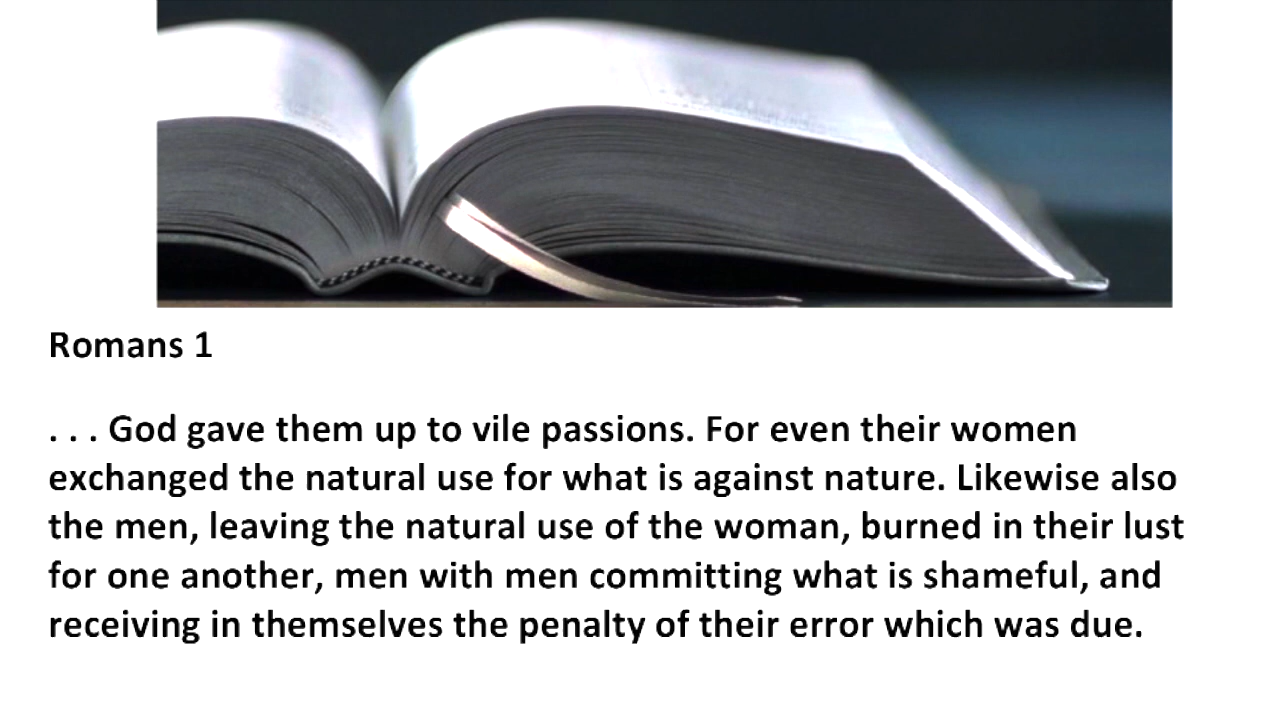 Romans 1
. . . God gave them up to vile passions. For even their women
exchanged the natural use for what is against nature. Likewise also
the men, leaving the natural use of the woman, burned in their lust
for one another, men with men committing what is shameful, and
receiving in themselves the penalty of their error which was due.